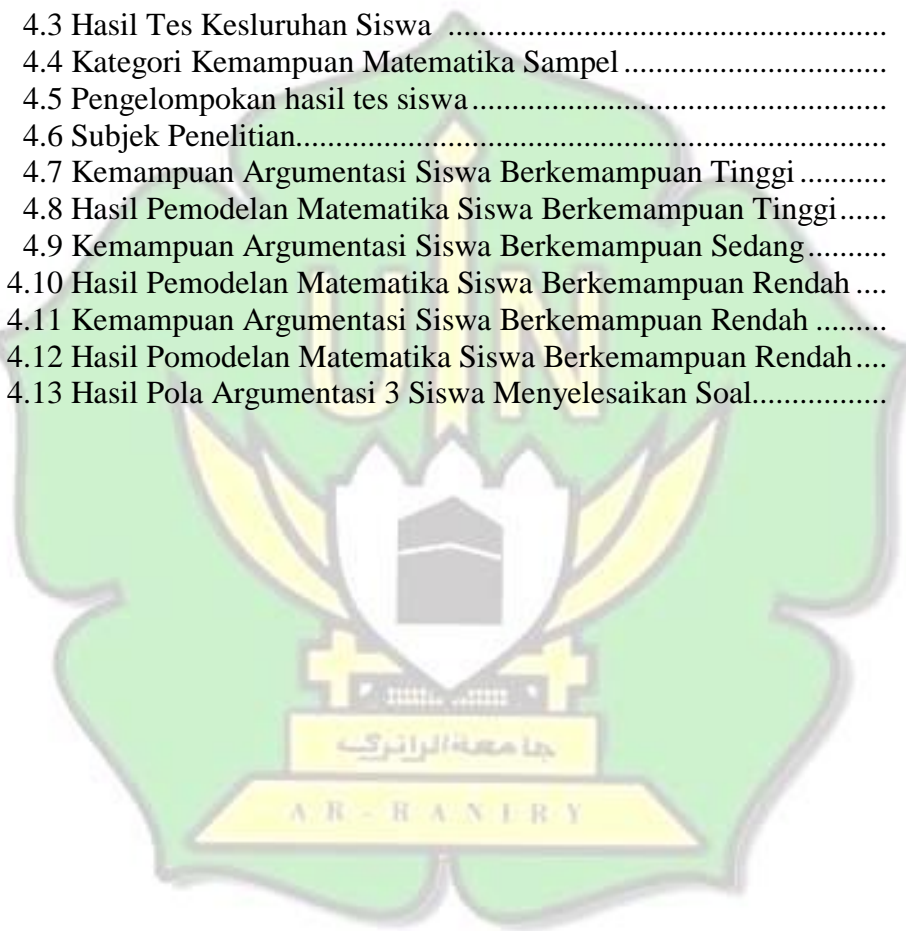 4.3 Hasil Tes Kesluruhan Siswa ........................................................
4.4 Kategori Kemampuan Matematika Sampel .................................
4.5 Pengelompokan hasil tes siswa .....................................................
4.6 Subjek Penelitian...........................................................................
4.7 Kemampuan Argumentasi Siswa Berkemampuan Tinggi ...........
4.8 Hasil Pemodelan Matematika Siswa Berkemampuan Tinggi......
4.9 Kemampuan Argumentasi Siswa Berkemampuan Sedang..........
4.10 Hasil Pemodelan Matematika Siswa Berkemampuan Rendah ....
4.11 Kemampuan Argumentasi Siswa Berkemampuan Rendah .........
4.12 Hasil Pomodelan Matematika Siswa Berkemampuan Rendah....
4.13 Hasil Pola Argumentasi 3 Siswa Menyelesaikan Soal.................
UIN
جامعةالرانري
AR-RANIRY